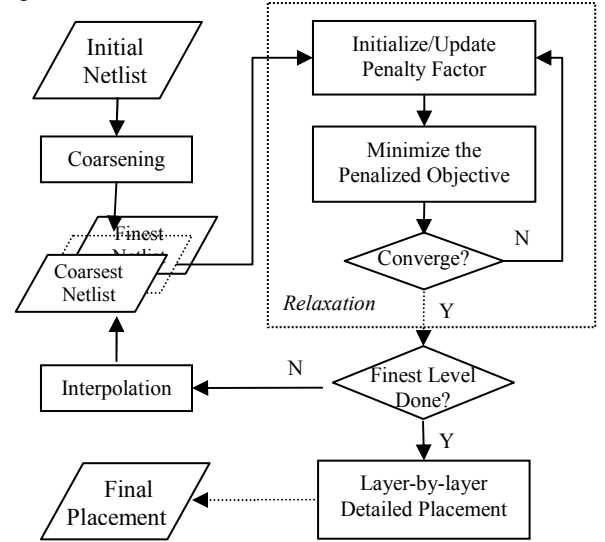 Initial
Netlist
Coarsening
Finest
Coarsest
Netlist
Interpolation
Final
Placement
Initialize/Update
Penalty Factor
Minimize the
Penalized Objective
Converge?
N
Relaxation
Y
Finest Level
Done?
N
Y
Layer-by-layer
Detailed Placement